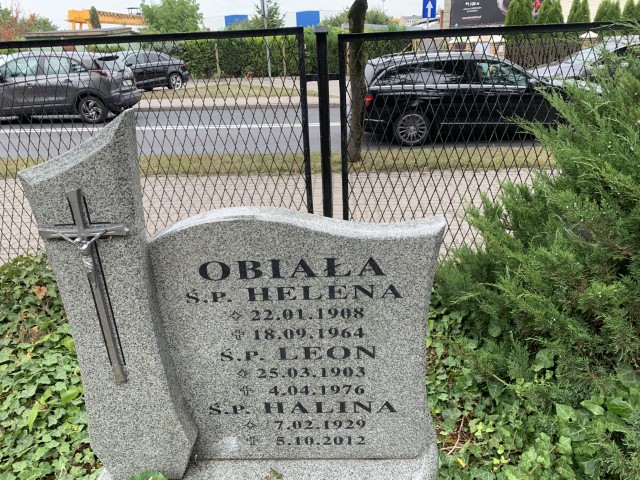 OBIAŁA
Ś.P. HELENA
✧ 22.01.1908
✝ 18.09.1964
Ś.P. LEON
✧ 25.03.1903
✝ 4.04.1976
Ś.P. HALINA
✧ 7.02.1929
✝ 5.10.2012